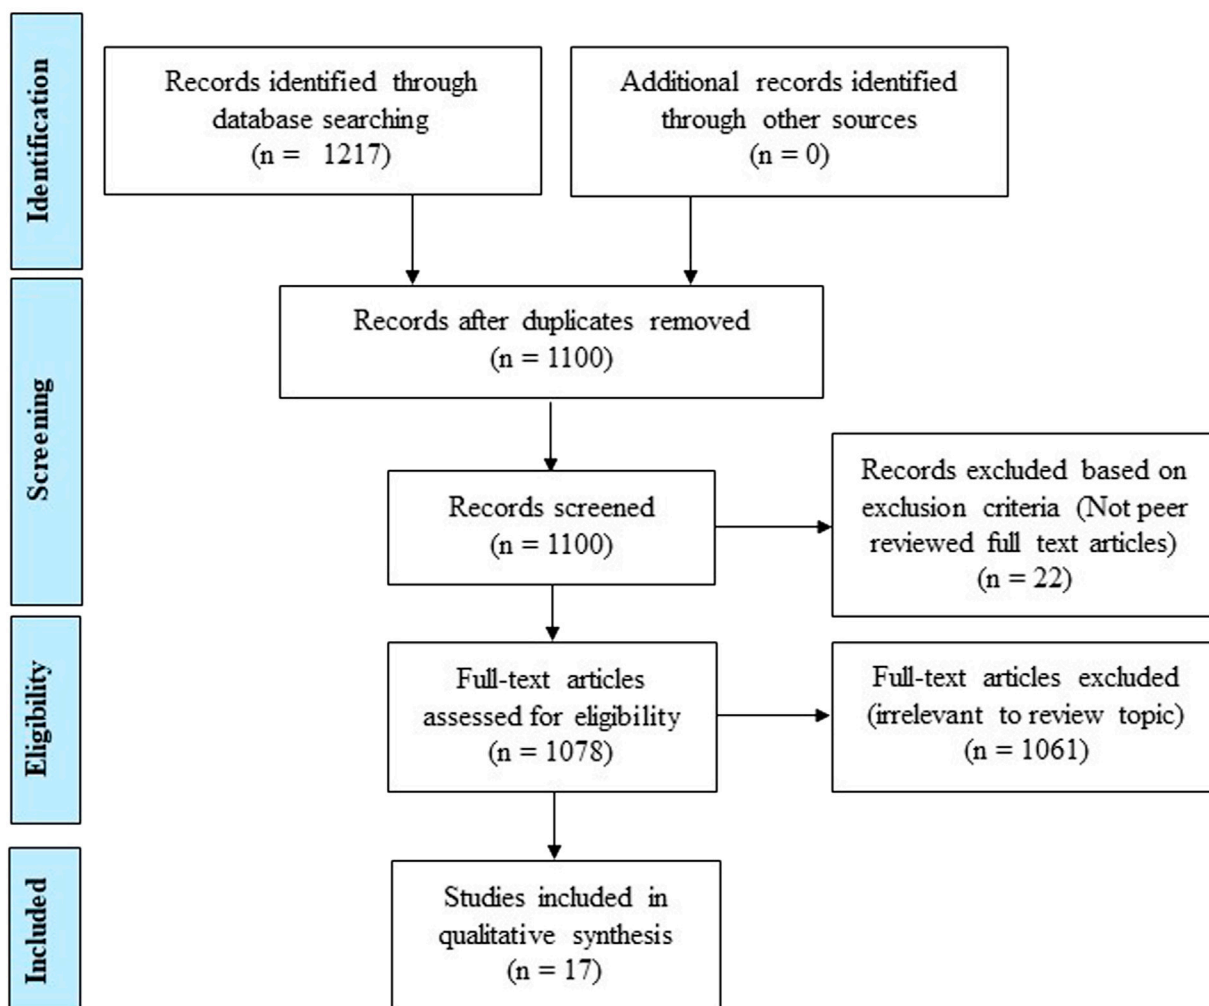 Identification
Records identified through
database searching
(n = 1217)
Additional records identified
through other sources
(n = 0)
Screening
Records after duplicates removed
(n = 1100)
Records screened
(n = 1100)
Records excluded based on
exclusion criteria (Not peer
reviewed full text articles)
(n = 22)
Eligibility
Full-text articles
assessed for eligibility
(n = 1078)
Full-text articles excluded
(irrelevant to review topic)
(n = 1061)
Included
Studies included in
qualitative synthesis
(n = 17)